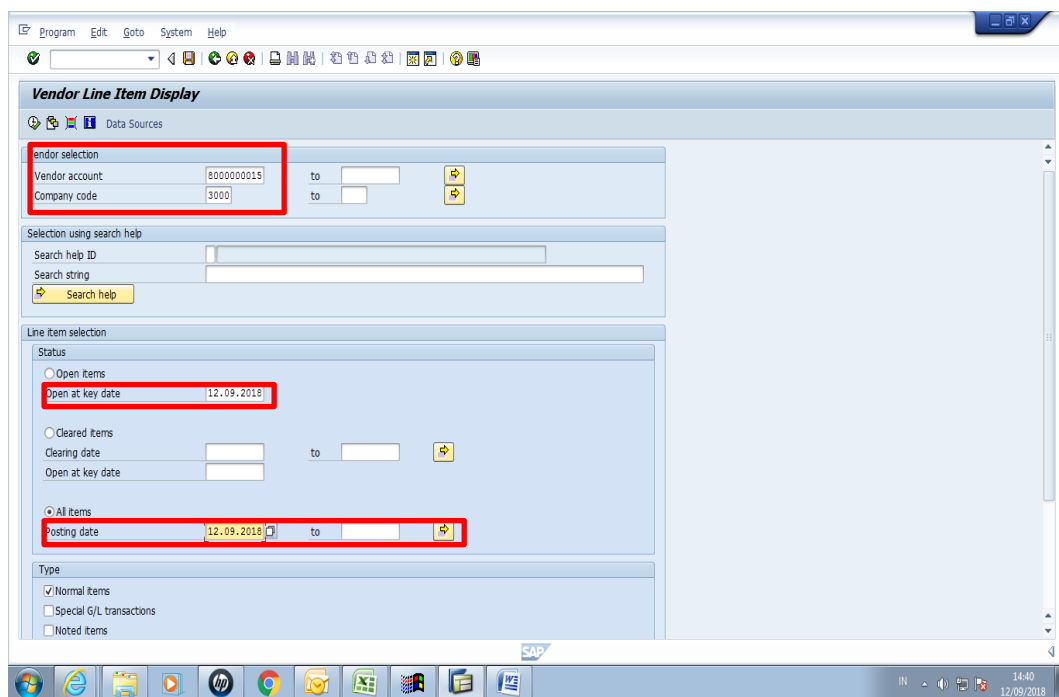 Program Edit Goto System Help
Vendor Line Item Display
Data Sources
endor selection
Vendor account 8000000015 to
Company code 3000 to
Selection using search help
Search help ID
Search string
Search help
Line item selection
Status
Open items
Open at key date 12.09.2018
Cleared items
Clearing date to
Open at key date
All items
Posting date 12.09.2018 to
Type
Normal items
Special G/L transactions
Noted items
SAP
hp IN 14:40
12/09/2018